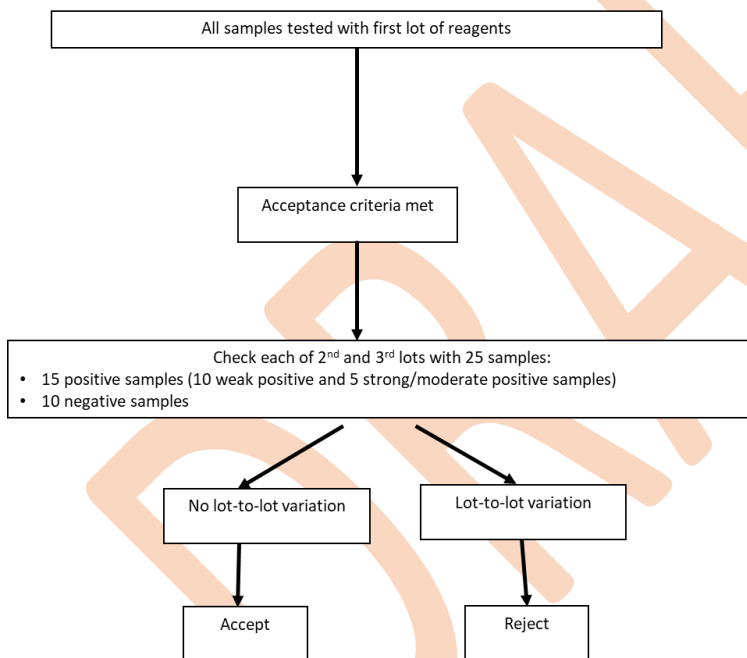 All samples tested with first lot of reagents
Acceptance criteria met
Check each of 2nd and 3rd lots with 25 samples:
• 15 positive samples (10 weak positive and 5 strong/moderate positive samples)
• 10 negative samples
No lot-to-lot variation
Lot-to-lot variation
Accept
Reject